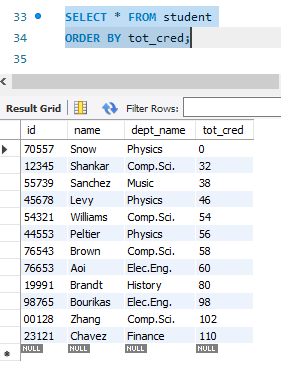 33 SELECT * FROM student
34 ORDER BY tot_cred;
35
Result Grid Filter Rows:
id name dept_name tot_cred
70557 Snow Physics 0
12345 Shankar Comp.Sci. 32
55739 Sanchez Music 38
45678 Levy Physics 46
54321 Williams Comp.Sci. 54
44553 Peltier Physics 56
76543 Brown Comp.Sci. 58
76653 Aoi Elec.Eng. 60
19991 Brandt History 80
98765 Bourikas Elec.Eng. 98
00128 Zhang Comp.Sci. 102
23121 Chavez Finance 110
NULL NULL NULL NULL